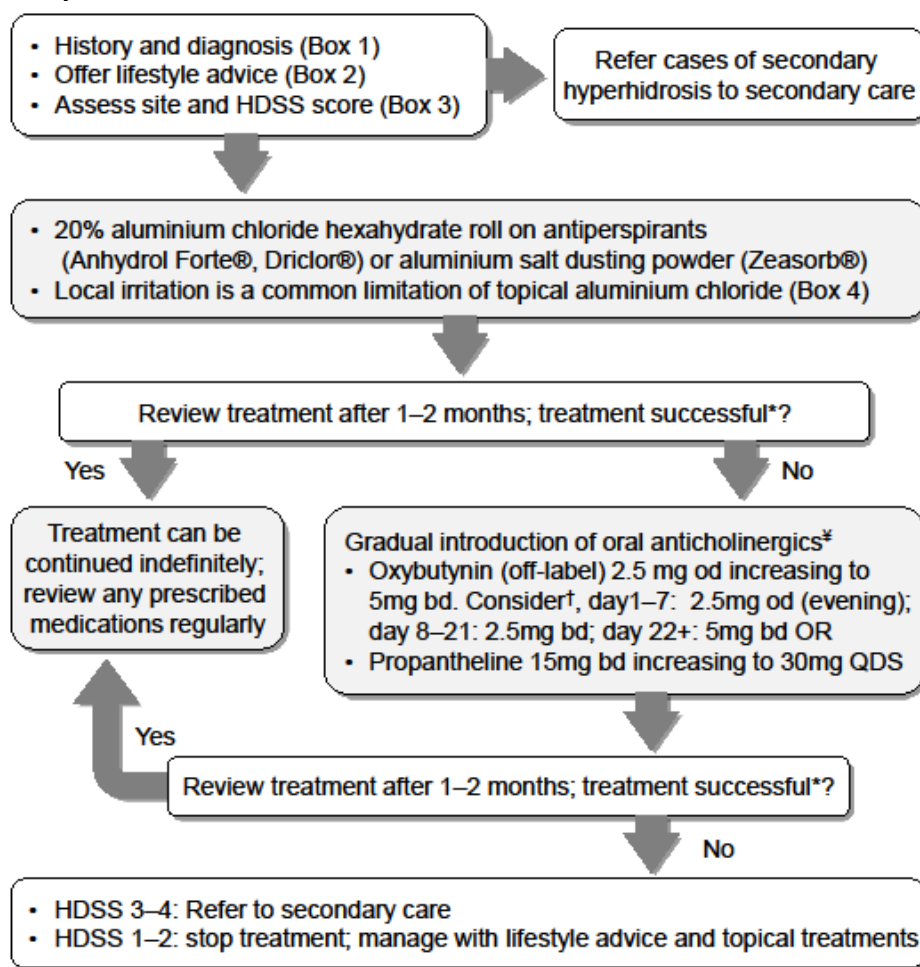 • History and diagnosis (Box 1)
• Offer lifestyle advice (Box 2)
• Assess site and HDSS score (Box 3)
Refer cases of secondary
hyperhidrosis to secondary care
• 20% aluminium chloride hexahydrate roll on antiperspirants
(Anhydrol Forte®, Driclor®) or aluminium salt dusting powder (Zeasorb®)
• Local irritation is a common limitation of topical aluminium chloride (Box 4)
Review treatment after 1–2 months; treatment successful*?
Yes
No
Treatment can be
continued indefinitely;
review any prescribed
medications regularly
Gradual introduction of oral anticholinergics¥
• Oxybutynin (off-label) 2.5 mg od increasing to
5mg bd. Consider†, day1–7: 2.5mg od (evening);
day 8–21: 2.5mg bd; day 22+: 5mg bd OR
• Propantheline 15mg bd increasing to 30mg QDS
Yes
Review treatment after 1–2 months; treatment successful*?
No
• HDSS 3–4: Refer to secondary care
• HDSS 1–2: stop treatment; manage with lifestyle advice and topical treatments